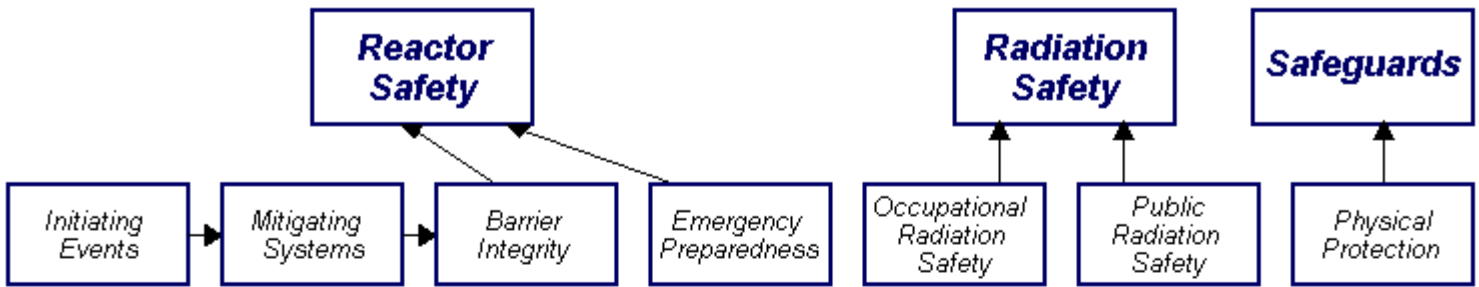 Reactor
Safety
Radiation
Safety
Safeguards
Initiating
Events
Mitigating
Systems
Barrier
Integrity
Emergency
Preparedness
Occupational
Radiation
Safety
Public
Radiation
Safety
Physical
Protection